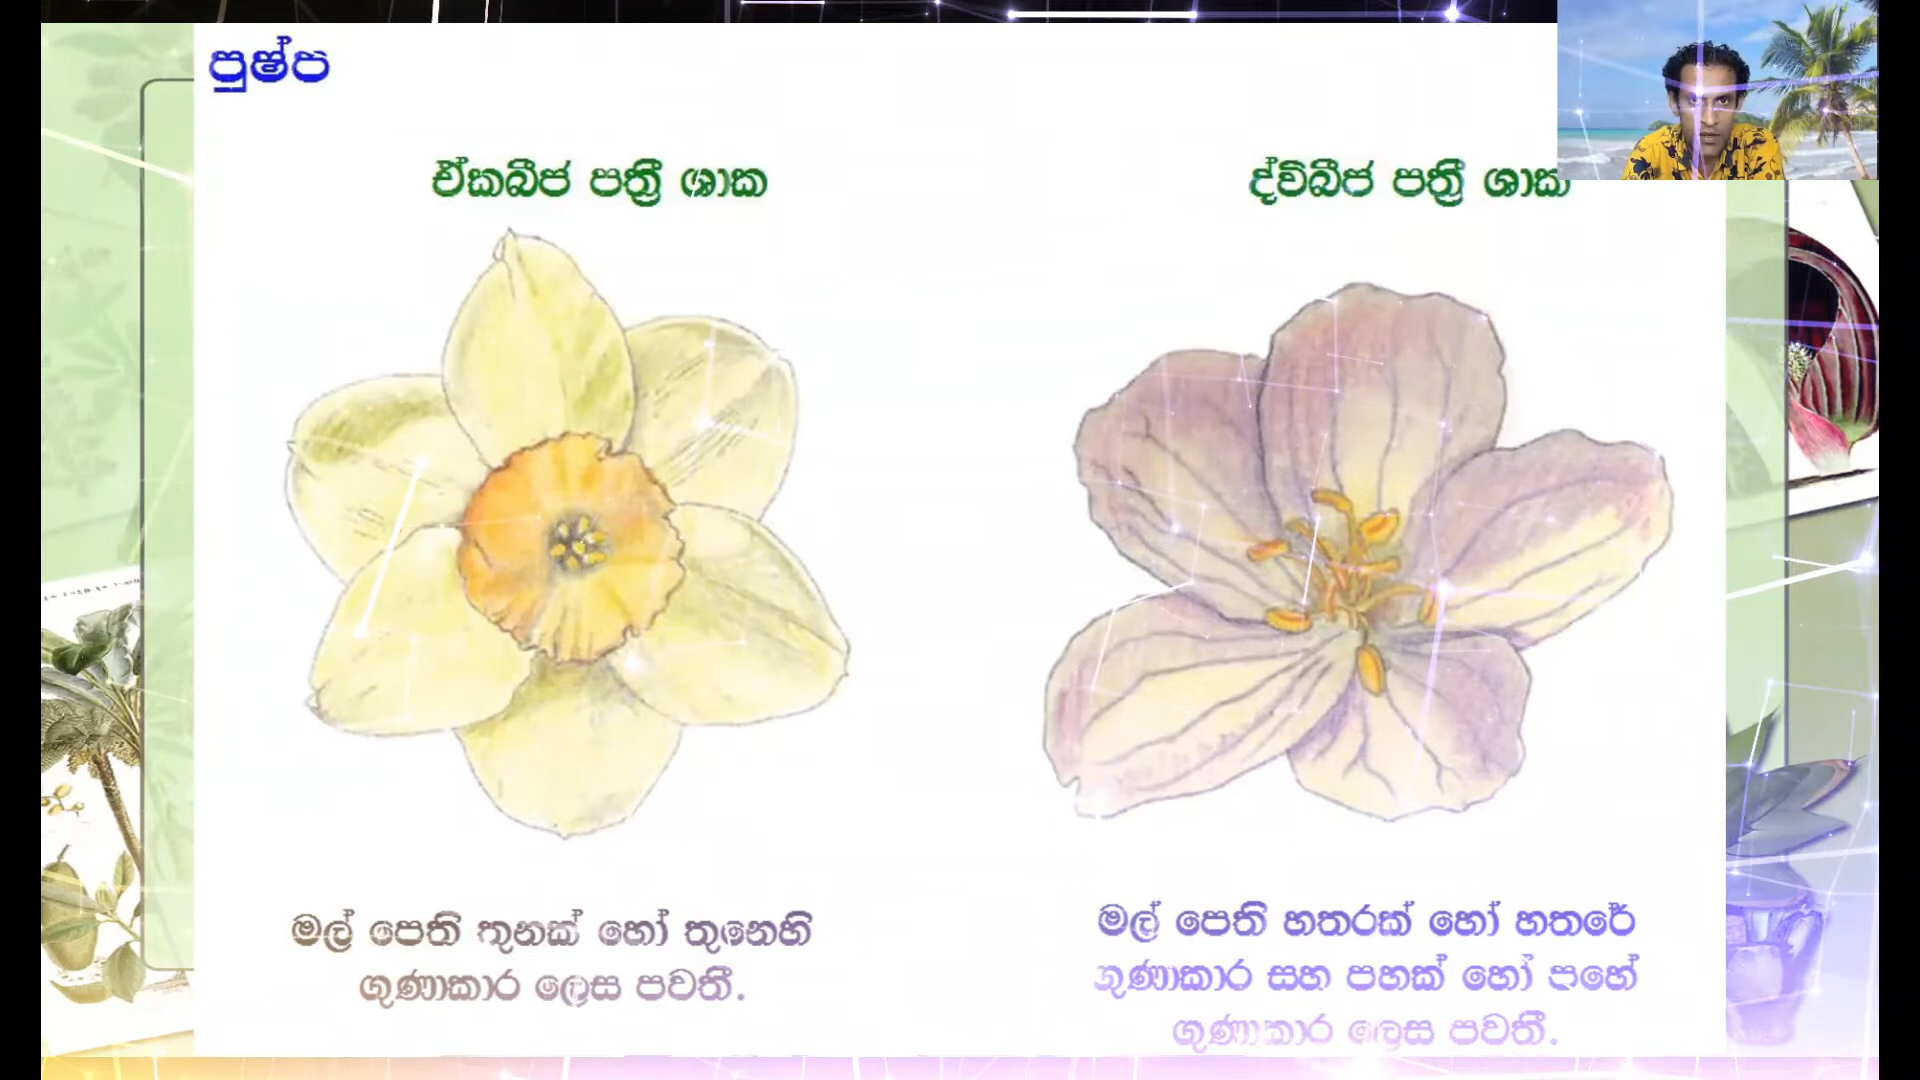 පුෂ්ප
ඒකබීජ පත්‍රී ශාක
ද්විබීජ පත්‍රී ශාක
මල් පෙති තුනක් හෝ තුනෙහි
ගුණාකාර ලෙස පවතී.
මල් පෙති හතරක් හෝ හතරේ
ගුණාකාර සහ පහක් හෝ පහේ
ගුණාකාර ලෙස පවතී.